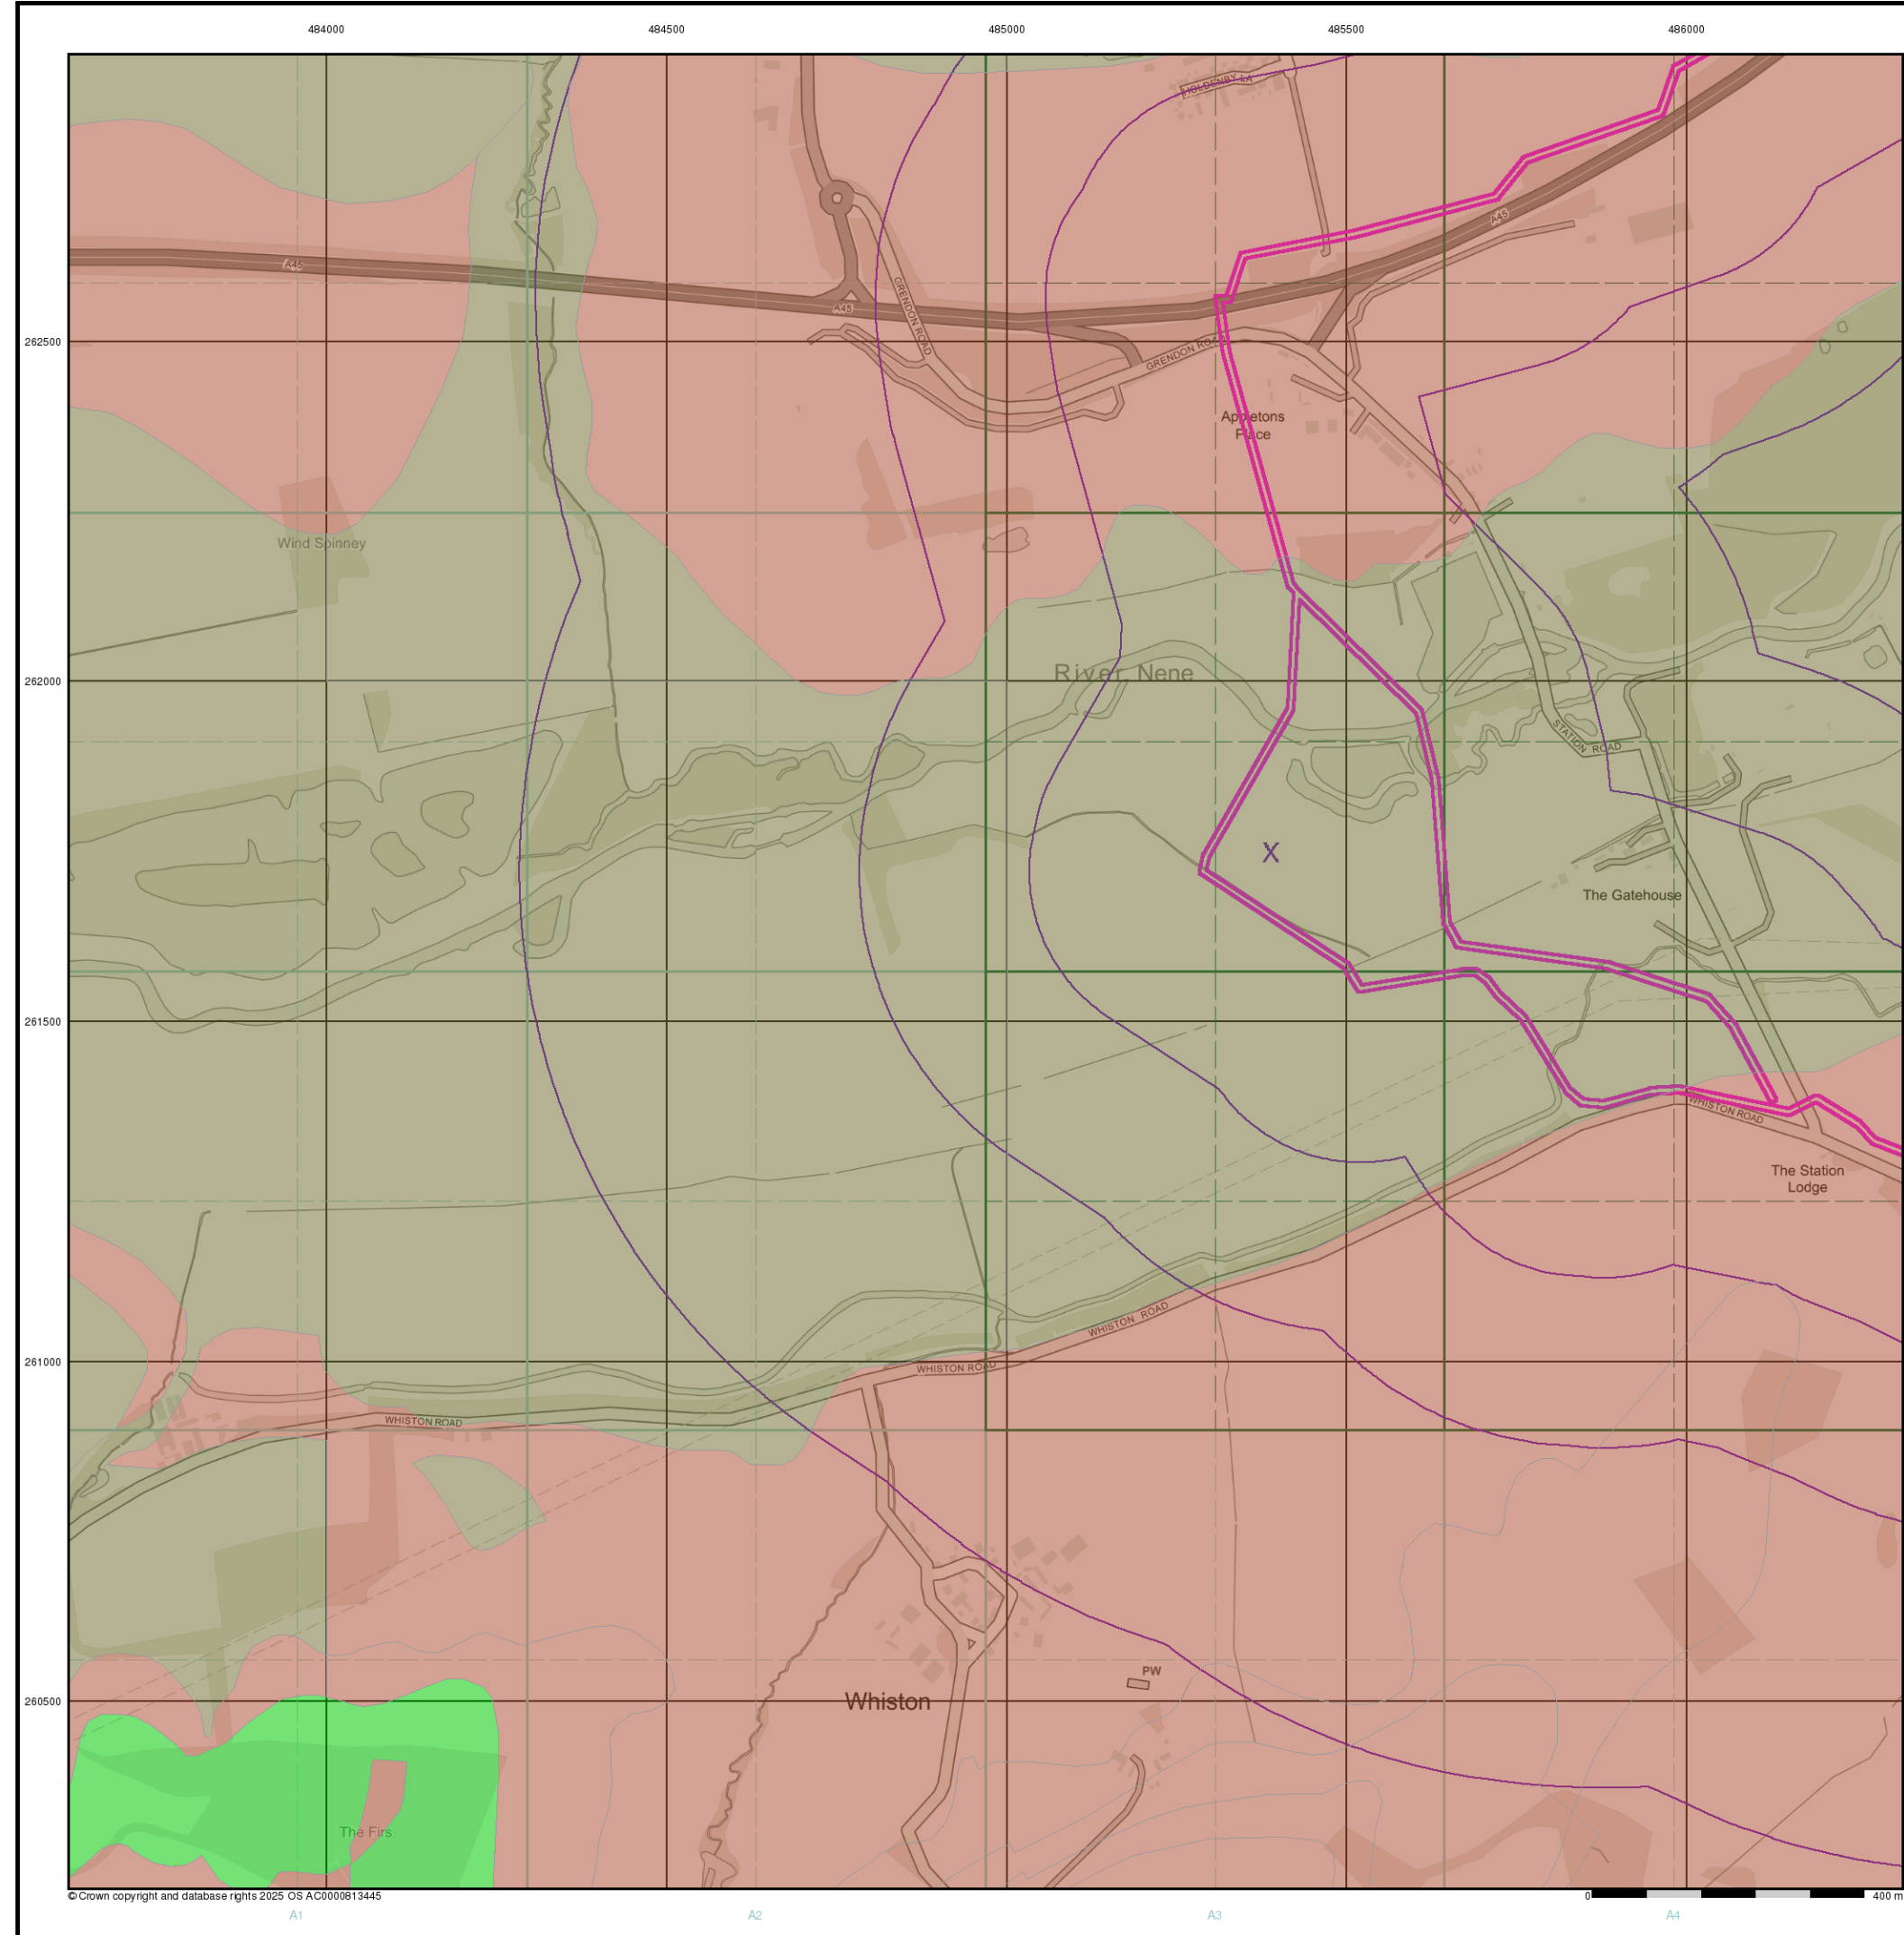 484000 484500 485000 485500 486000
HOLDENBY LA
A45
A45
A45
GRENDON ROAD
262500
GRENDON ROAD
Appletons
Place
Wind Spinney
262000
River Nene
STATION ROAD
X
The Gatehouse
261500
WHISTON ROAD
The Station
Lodge
WHISTON ROAD
261000
WHISTON ROAD
WHISTON ROAD
PW
260500
Whiston
The Firs
© Crown copyright and database rights 2025 OS AC0000813445
0 400 m
A1 A2 A3 A4